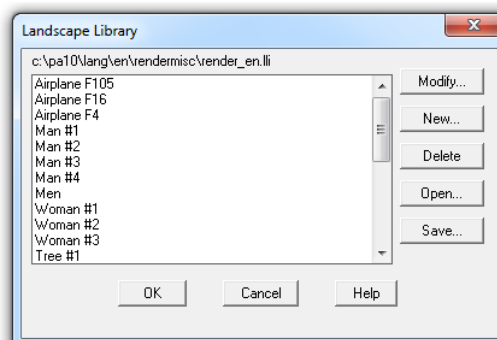 Landscape Library
c:\pa10\lang\en\rendermisc\render_en.lli
Airplane F105
Airplane F16
Airplane F4
Man #1
Man #2
Man #3
Man #4
Men
Woman #1
Woman #2
Woman #3
Tree #1
Modify...
New...
Delete
Open...
Save...
OK
Cancel
Help